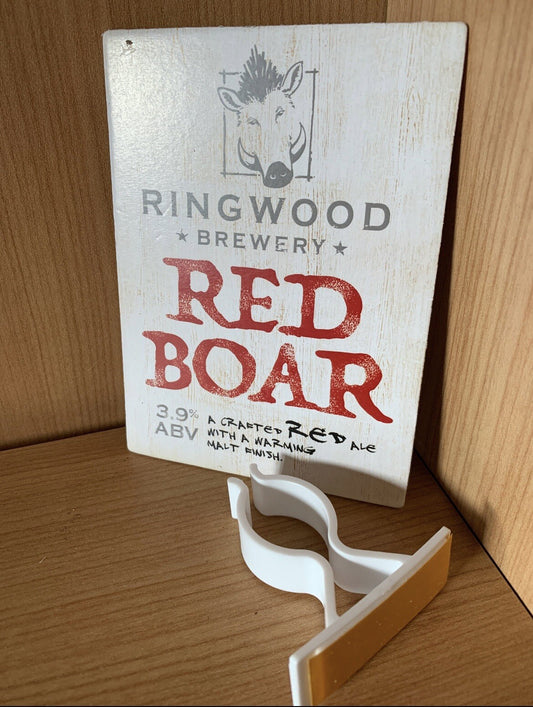 RINGWOOD
★ BREWERY ★
RED
BOAR
3.9%
ABV
A CRAFTED RED ALE
WITH A WARMING
MALT FINISH.